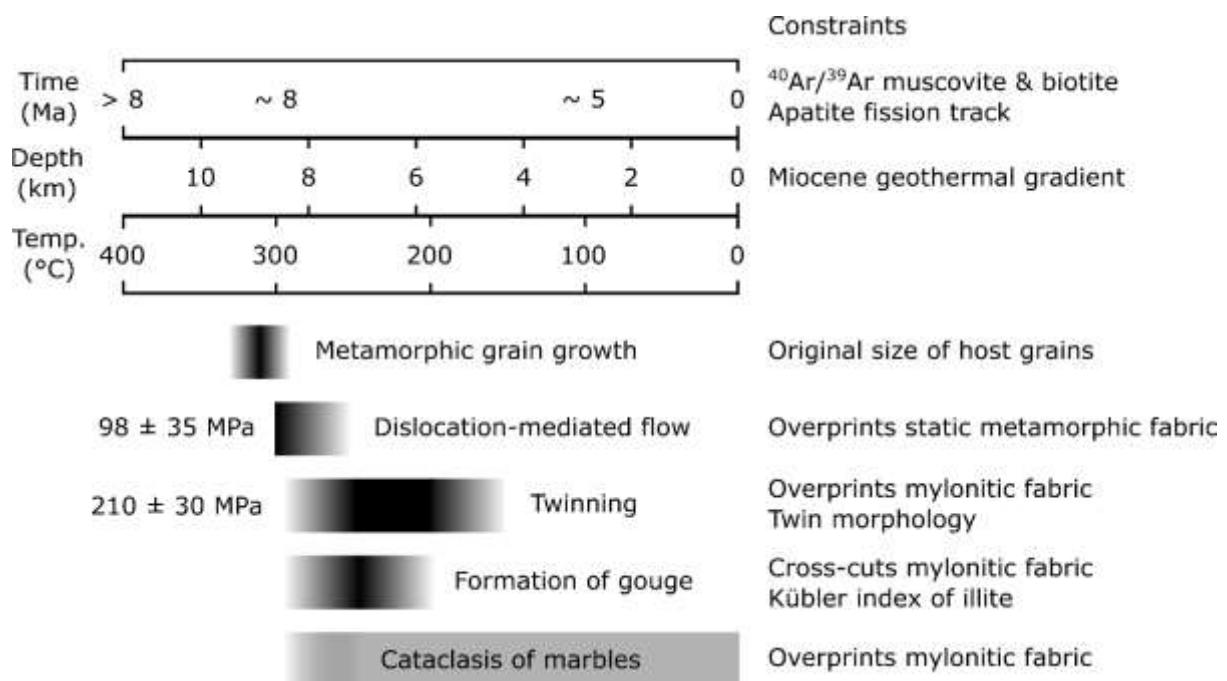 Constraints
Time
(Ma)
> 8 ~ 8 ~ 5 0
⁴⁰Ar/³⁹Ar muscovite & biotite
Apatite fission track
Depth
(km)
10 8 6 4 2 0
Miocene geothermal gradient
Temp.
(°C)
400 300 200 100 0
Metamorphic grain growth
Original size of host grains
98 ± 35 MPa
Dislocation-mediated flow
Overprints static metamorphic fabric
210 ± 30 MPa
Twinning
Overprints mylonitic fabric
Twin morphology
Formation of gouge
Cross-cuts mylonitic fabric
Kübler index of illite
Cataclasis of marbles
Overprints mylonitic fabric